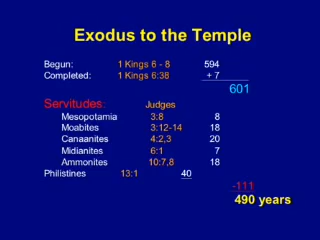 Exodus to the Temple
Begun: 1 Kings 6 - 8 594
Completed: 1 Kings 6:38 + 7
601
Servitudes: Judges
Mesopotamia 3:8 8
Moabites 3:12-14 18
Canaanites 4:2,3 20
Midianites 6:1 7
Ammonites 10:7,8 18
Philistines 13:1 40
-111
490 years